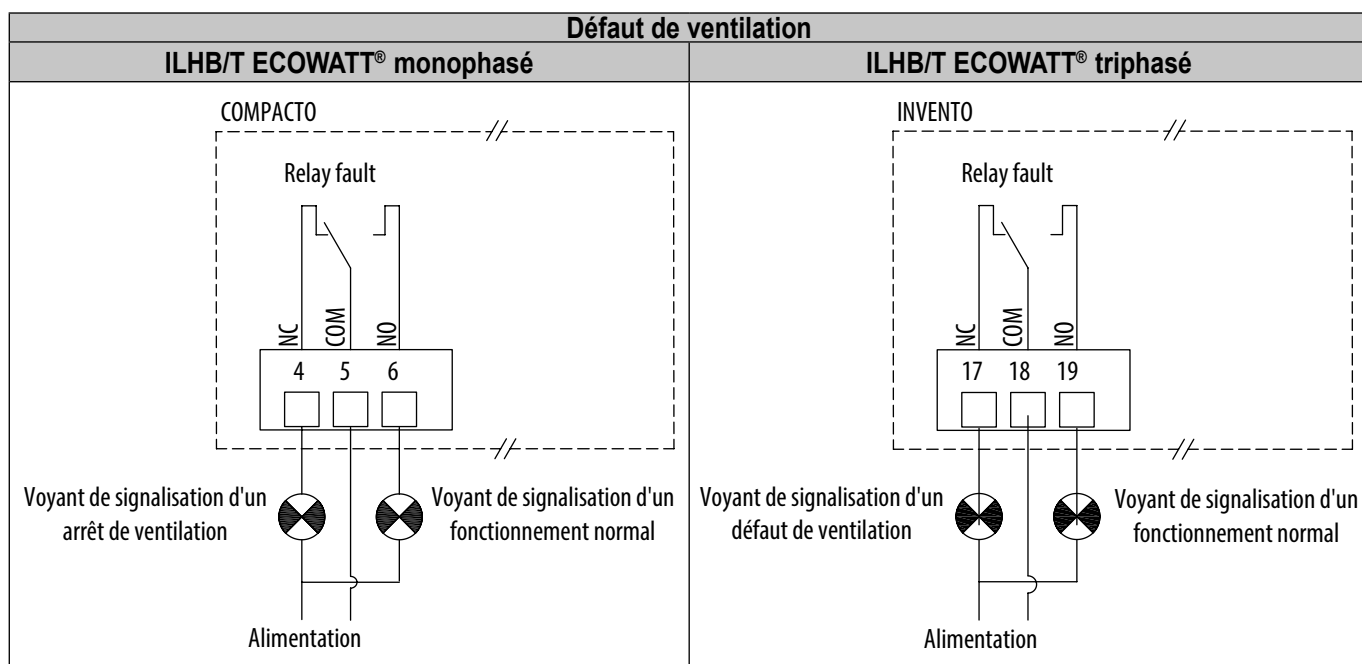 Défaut de ventilation
ILHB/T ECOWATT® monophasé
ILHB/T ECOWATT® triphasé
COMPACTO
Relay fault
NC
COM
NO
4 5 6
Voyant de signalisation d'un
arrêt de ventilation
Voyant de signalisation d'un
fonctionnement normal
Alimentation
INVENTO
Relay fault
NC
COM
NO
17 18 19
Voyant de signalisation d'un
défaut de ventilation
Voyant de signalisation d'un
fonctionnement normal
Alimentation